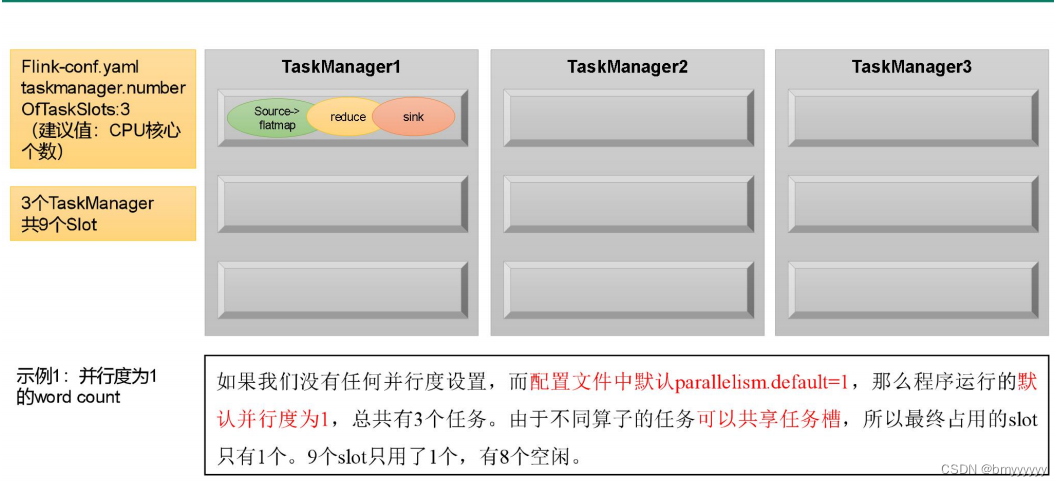 Flink-conf.yaml
taskmanager.number
OfTaskSlots:3
（建议值：CPU核心
个数）
3个TaskManager
共9个Slot
TaskManager1
Source->
flatmap
reduce
sink
TaskManager2
TaskManager3
示例1：并行度为1
的word count
如果我们没有任何并行度设置，而配置文件中默认parallelism.default=1，那么程序运行的默
认并行度为1，总共有3个任务。由于不同算子的任务可以共享任务槽，所以最终占用的slot
只有1个。9个slot只用了1个，有8个空闲。